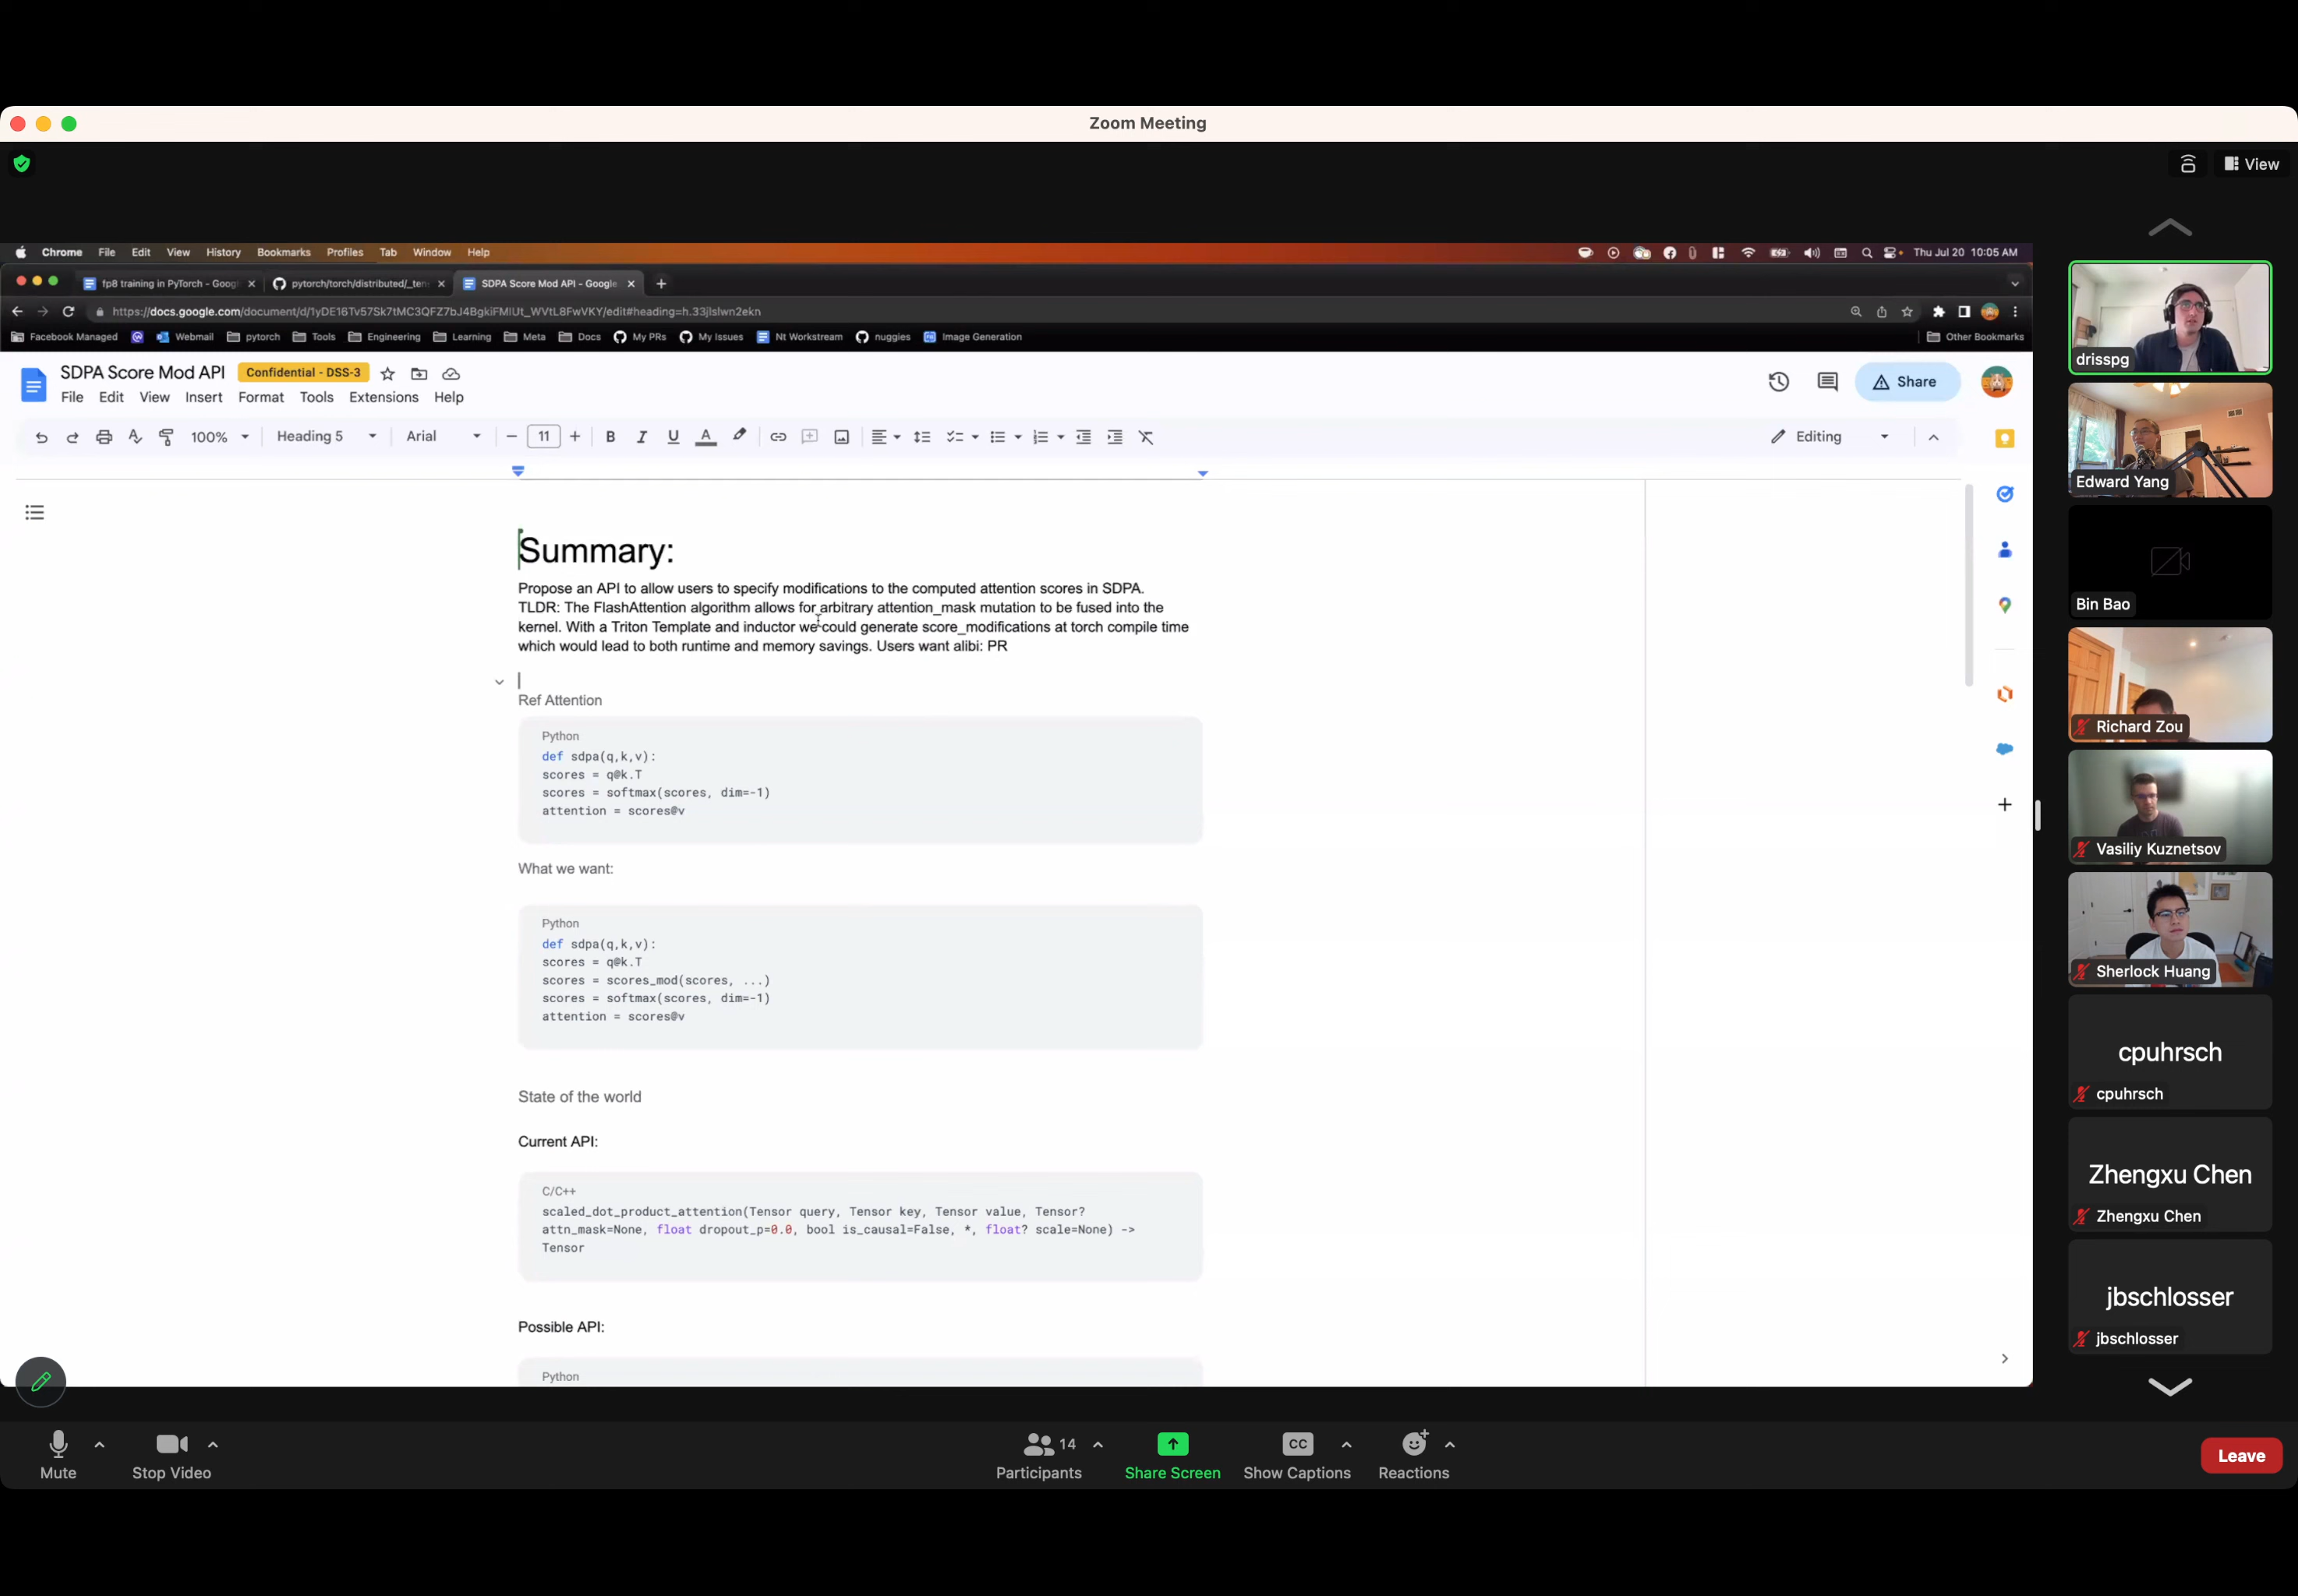 Zoom Meeting
View
Chrome File Edit View History Bookmarks Profiles Tab Window Help
Thu Jul 20 10:05 AM
fp8 training in PyTorch - Googl
pytorch/torch/distributed/_ten
SDPA Score Mod API - Google
https://docs.google.com/document/d/
/edit#heading=h.33jlslwn2ekn
Facebook Managed Webmail pytorch Tools Engineering Learning Meta Docs My PRs My Issues Nt Workstream nuggies Image Generation Other Bookmarks
SDPA Score Mod API Confidential - DSS-3
Share
File Edit View Insert Format Tools Extensions Help
100% Heading 5 Arial 11 B I U A Editing
Summary:
Propose an API to allow users to specify modifications to the computed attention scores in SDPA.
TLDR: The FlashAttention algorithm allows for arbitrary attention_mask mutation to be fused into the
kernel. With a Triton Template and inductor we could generate score_modifications at torch compile time
which would lead to both runtime and memory savings. Users want alibi: PR
Ref Attention
Python
def sdpa(q,k,v):
scores = q@k.T
scores = softmax(scores, dim=-1)
attention = scores@v
What we want:
Python
def sdpa(q,k,v):
scores = q@k.T
scores = scores_mod(scores, ...)
scores = softmax(scores, dim=-1)
attention = scores@v
State of the world
Current API:
C/C++
scaled_dot_product_attention(Tensor query, Tensor key, Tensor value, Tensor?
attn_mask=None, float dropout_p=0.0, bool is_causal=False, *, float? scale=None) ->
Tensor
Possible API:
Python
drisspg
Edward Yang
Bin Bao
Richard Zou
Vasiliy Kuznetsov
Sherlock Huang
cpuhrsch
cpuhrsch
Zhengxu Chen
Zhengxu Chen
jbschlosser
jbschlosser
Mute
Stop Video
14
Participants
Share Screen
CC
Show Captions
Reactions
Leave